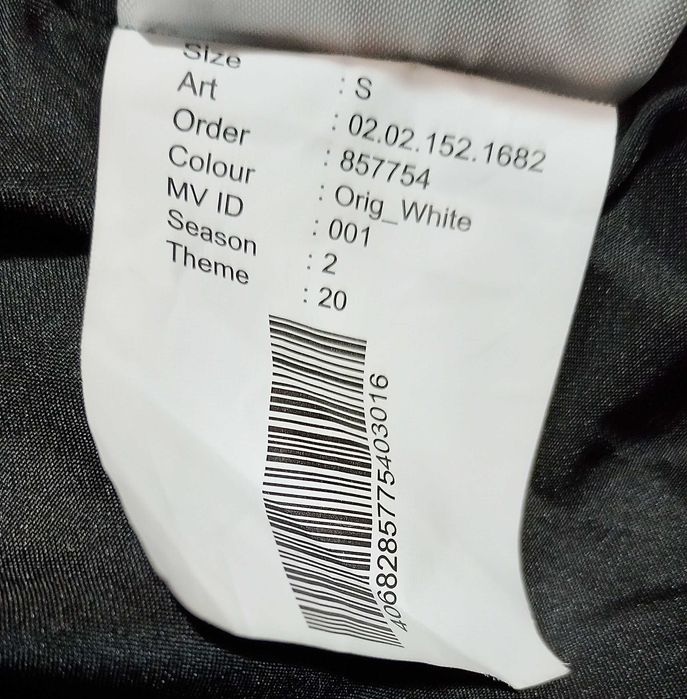 Size : S
Art : 02.02.152.1682
Order : 857754
Colour : Orig_White
MV ID : 001
Season : 2
Theme : 20
4068285775403016